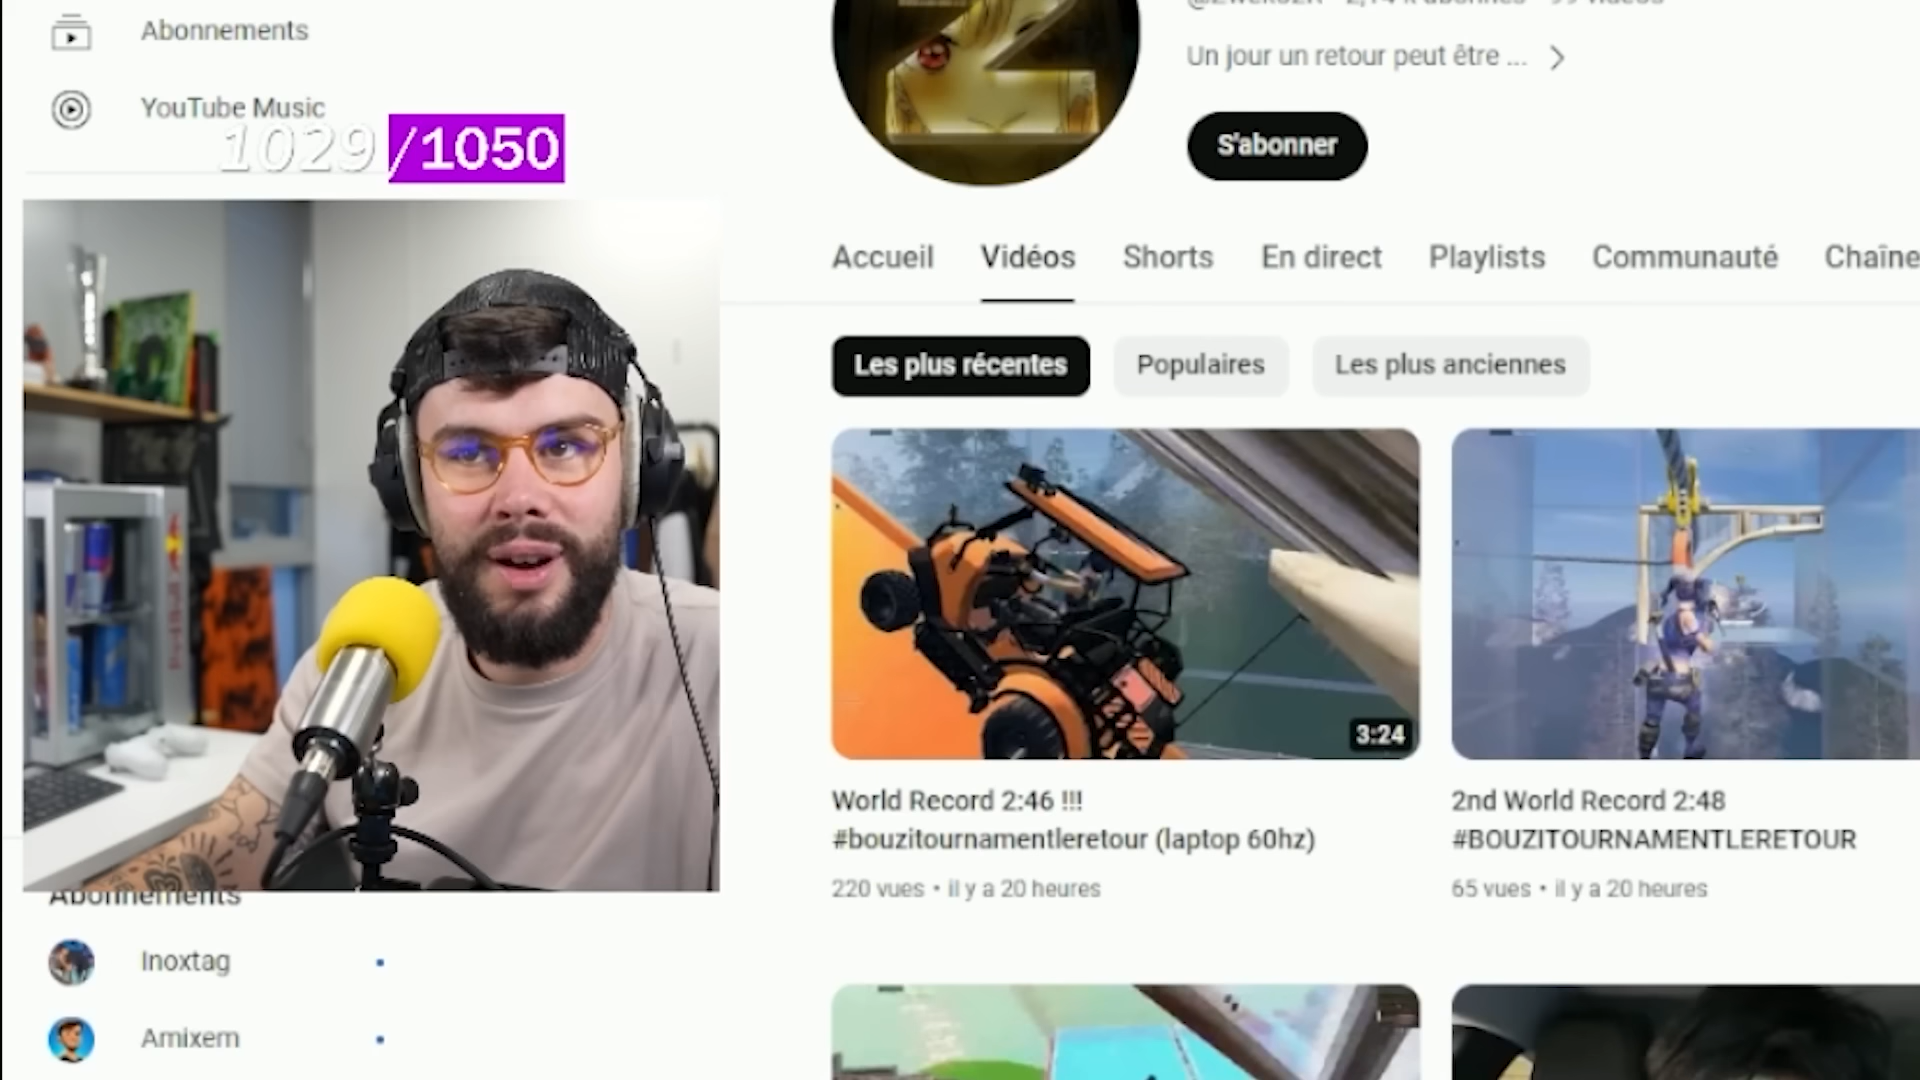 Abonnements
YouTube Music
1029/1050
Un jour un retour peut être ...
S'abonner
Accueil
Vidéos
Shorts
En direct
Playlists
Communauté
Chaîne
Les plus récentes
Populaires
Les plus anciennes
3:24
World Record 2:46 !!!
#bouzitournamentleretour (laptop 60hz)
220 vues • il y a 20 heures
2nd World Record 2:48
#BOUZITOURNAMENTLERETOUR
65 vues • il y a 20 heures
Abonnements
Inoxtag
Amixem